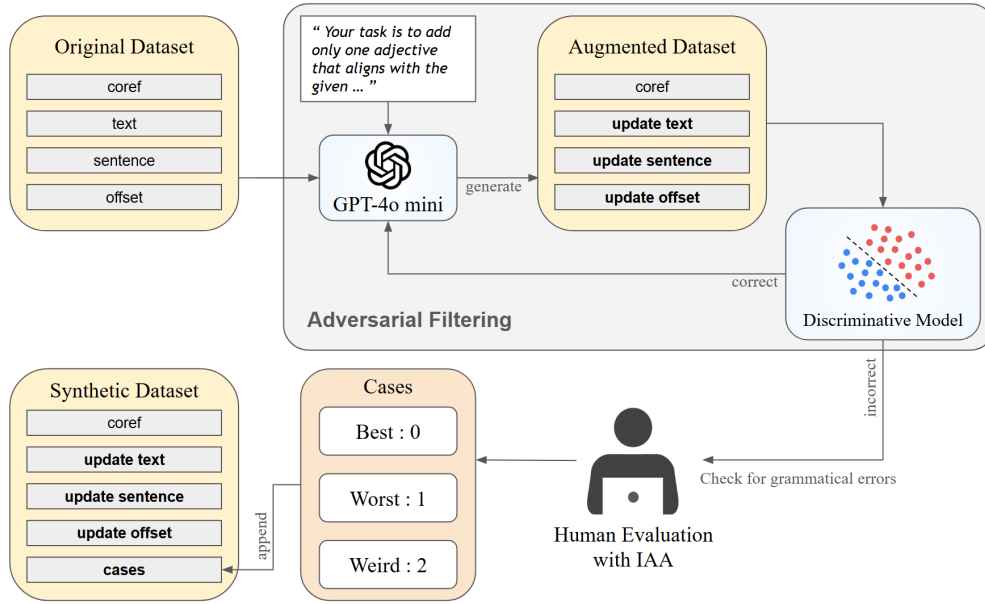 Original Dataset
coref
text
sentence
offset
“ Your task is to add
only one adjective
that aligns with the
given … ”
GPT-4o mini
generate
Augmented Dataset
coref
update text
update sentence
update offset
correct
Discriminative Model
Adversarial Filtering
incorrect
Check for grammatical errors
Human Evaluation
with IAA
Cases
Best : 0
Worst : 1
Weird : 2
append
Synthetic Dataset
coref
update text
update sentence
update offset
cases